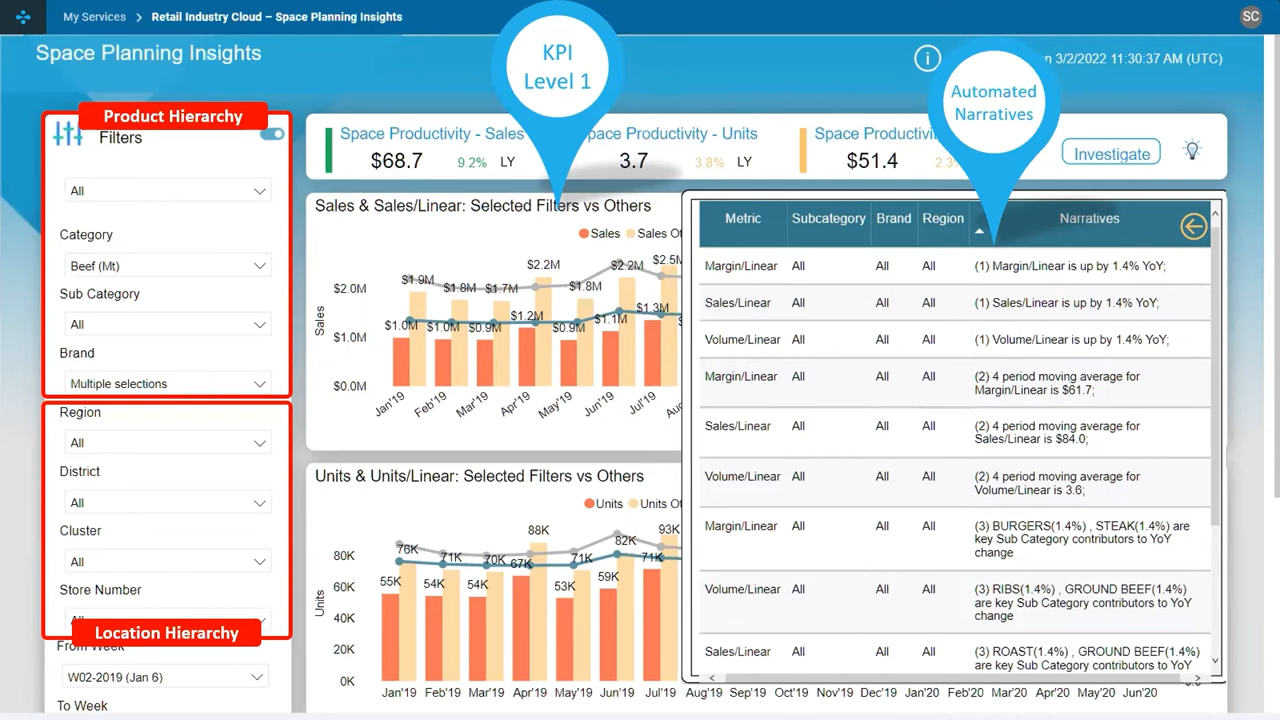 My Services > Retail Industry Cloud – Space Planning Insights
SC
Space Planning Insights
KPI
Level 1
Automated
Narratives
n 3/2/2022 11:30:37 AM (UTC)
Product Hierarchy
Filters
All
Category
Beef (Mt)
Sub Category
All
Brand
Multiple selections
Region
All
District
All
Cluster
All
Store Number
Location Hierarchy
From Week
W02-2019 (Jan 6)
To Week
Space Productivity - Sales
$68.7 9.2% LY
Space Productivity - Units
3.7 3.8% LY
Space Productivity
$51.4 2.3
Investigate
Sales & Sales/Linear: Selected Filters vs Others
Sales Sales Ot
Sales
$2.0M
$1.0M
$0.0M
$1.9M $1.8M $1.7M $2.2M $1.8M $2.2M $2.5M
$1.0M $1.0M $0.9M $1.2M $0.9M $1.1M $1.3M
Jan'19 Feb'19 Mar'19 Apr'19 May'19 Jun'19 Jul'19
Units & Units/Linear: Selected Filters vs Others
Units Units Ot
Units
80K
60K
40K
20K
0K
76K 71K 70K 88K 71K 82K 93K
55K 54K 54K 67K 53K 59K 71K
Jan'19 Feb'19 Mar'19 Apr'19 May'19 Jun'19 Jul'19 Aug'19 Sep'19 Oct'19 Nov'19 Dec'19 Jan'20 Feb'20 Mar'20 Apr'20 May'20 Jun'20
Metric Subcategory Brand Region Narratives
Margin/Linear All All All (1) Margin/Linear is up by 1.4% YoY;
Sales/Linear All All All (1) Sales/Linear is up by 1.4% YoY;
Volume/Linear All All All (1) Volume/Linear is up by 1.4% YoY;
Margin/Linear All All All (2) 4 period moving average for
Margin/Linear is $61.7;
Sales/Linear All All All (2) 4 period moving average for
Sales/Linear is $84.0;
Volume/Linear All All All (2) 4 period moving average for
Volume/Linear is 3.6;
Margin/Linear All All All (3) BURGERS(1.4%) , STEAK(1.4%) are
key Sub Category contributors to YoY
change
Volume/Linear All All All (3) RIBS(1.4%) , GROUND BEEF(1.4%)
are key Sub Category contributors to YoY
change
Sales/Linear All All All (3) ROAST(1.4%) , GROUND BEEF(1.4%)
are key Sub Category contributors to YoY